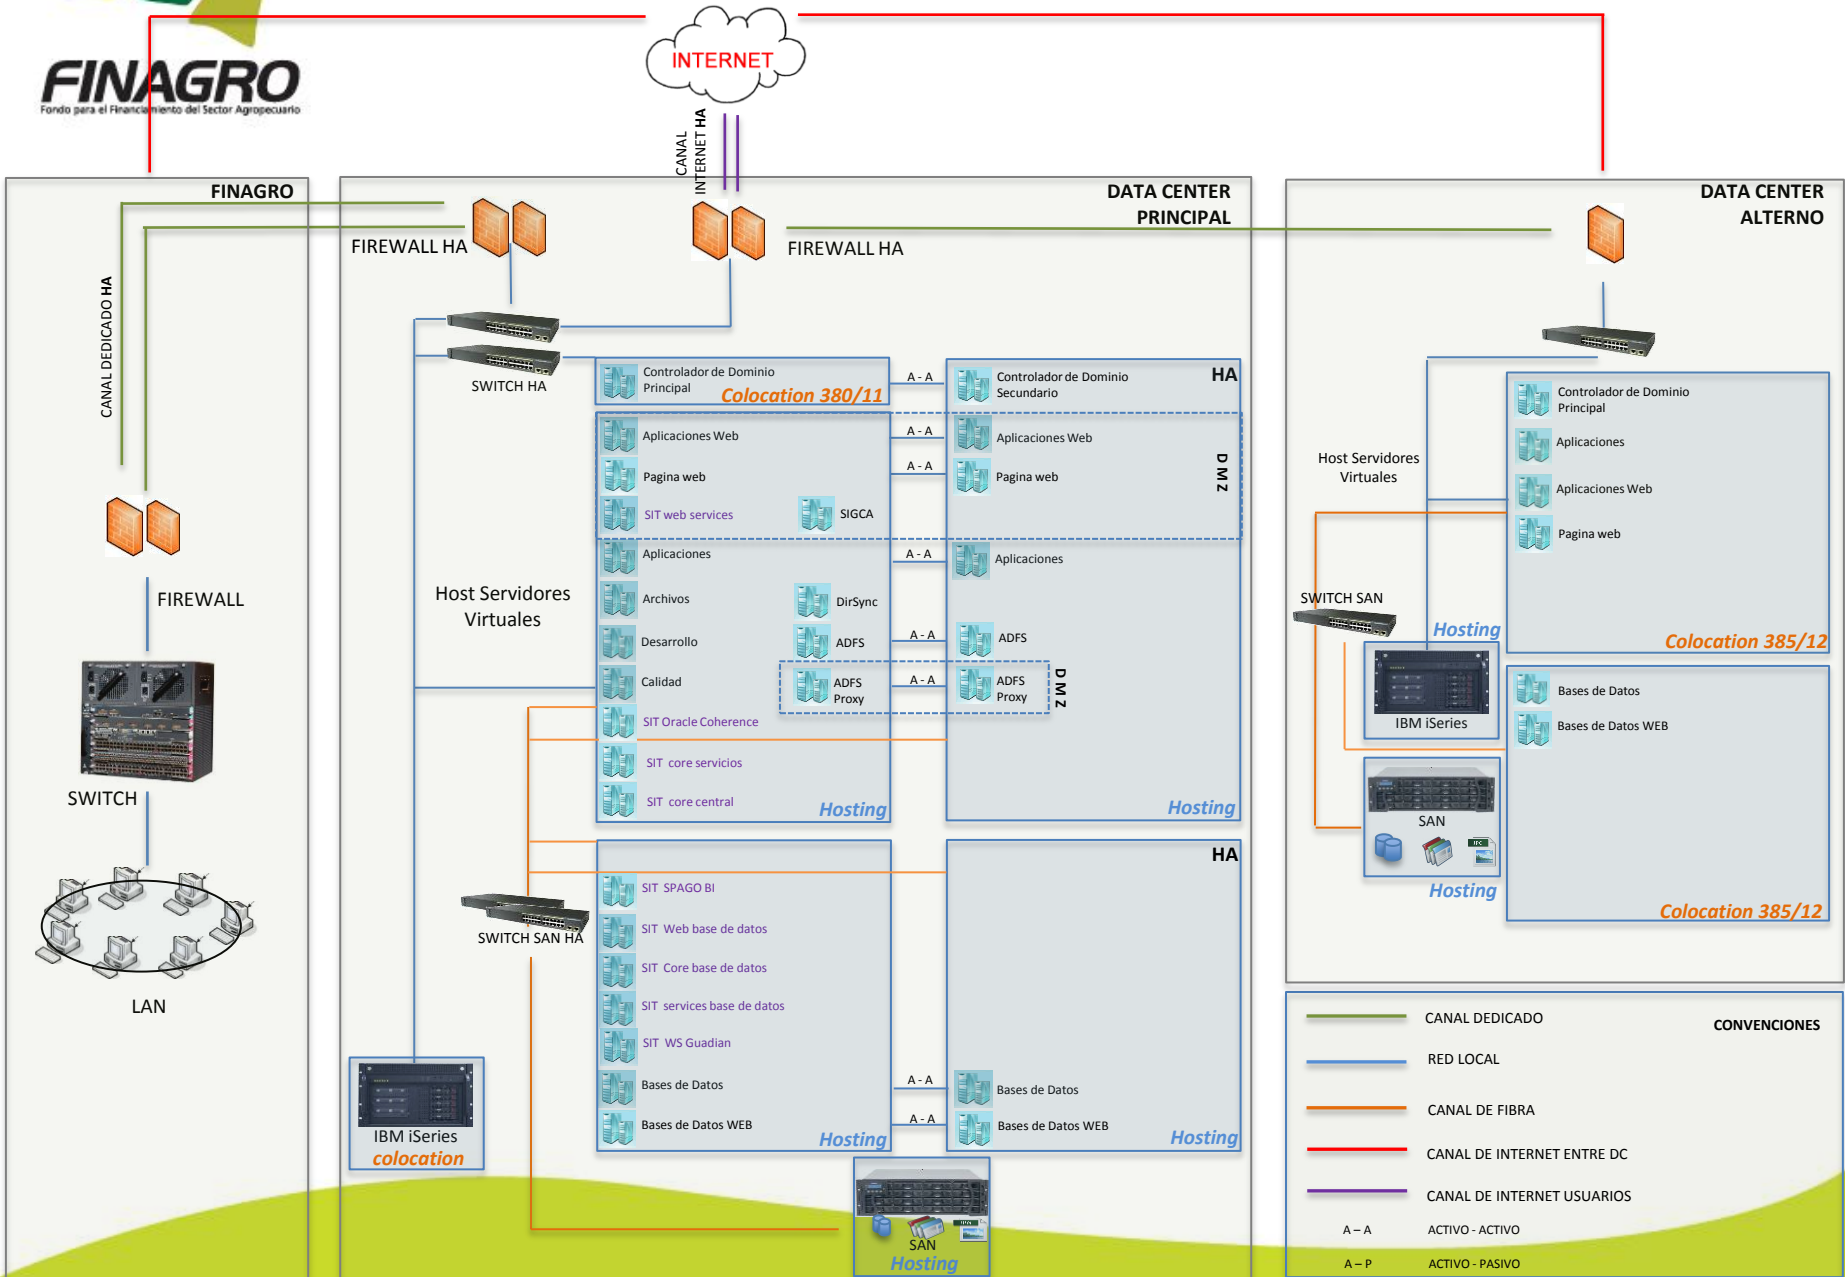 FINAGRO
Fondo para el Financiamiento del Sector Agropecuario
INTERNET
CANAL
INTERNET HA
FINAGRO
CANAL DEDICADO HA
FIREWALL
SWITCH
LAN
DATA CENTER
PRINCIPAL
FIREWALL HA
FIREWALL HA
SWITCH HA
Controlador de Dominio
Principal
Colocation 380/11
A - A
Controlador de Dominio
Secundario
HA
Aplicaciones Web
A - A
Aplicaciones Web
Pagina web
A - A
Pagina web
DMZ
SIT web services
SIGCA
Aplicaciones
A - A
Aplicaciones
Host Servidores
Virtuales
Archivos
DirSync
Desarrollo
ADFS
A - A
ADFS
Calidad
ADFS
Proxy
A - A
ADFS
Proxy
DMZ
SIT Oracle Coherence
SIT core servicios
SIT core central
Hosting
Hosting
HA
SIT SPAGO BI
SWITCH SAN HA
SIT Web base de datos
SIT Core base de datos
SIT services base de datos
SIT WS Guadian
Bases de Datos
A - A
Bases de Datos
Bases de Datos WEB
A - A
Bases de Datos WEB
Hosting
Hosting
IBM iSeries
colocation
SAN
Hosting
DATA CENTER
ALTERNO
Controlador de Dominio
Principal
Aplicaciones
Host Servidores
Virtuales
Aplicaciones Web
Pagina web
SWITCH SAN
Hosting
Colocation 385/12
IBM iSeries
Bases de Datos
Bases de Datos WEB
SAN
Hosting
Colocation 385/12
CONVENCIONES
CANAL DEDICADO
RED LOCAL
CANAL DE FIBRA
CANAL DE INTERNET ENTRE DC
CANAL DE INTERNET USUARIOS
A – A ACTIVO - ACTIVO
A – P ACTIVO - PASIVO